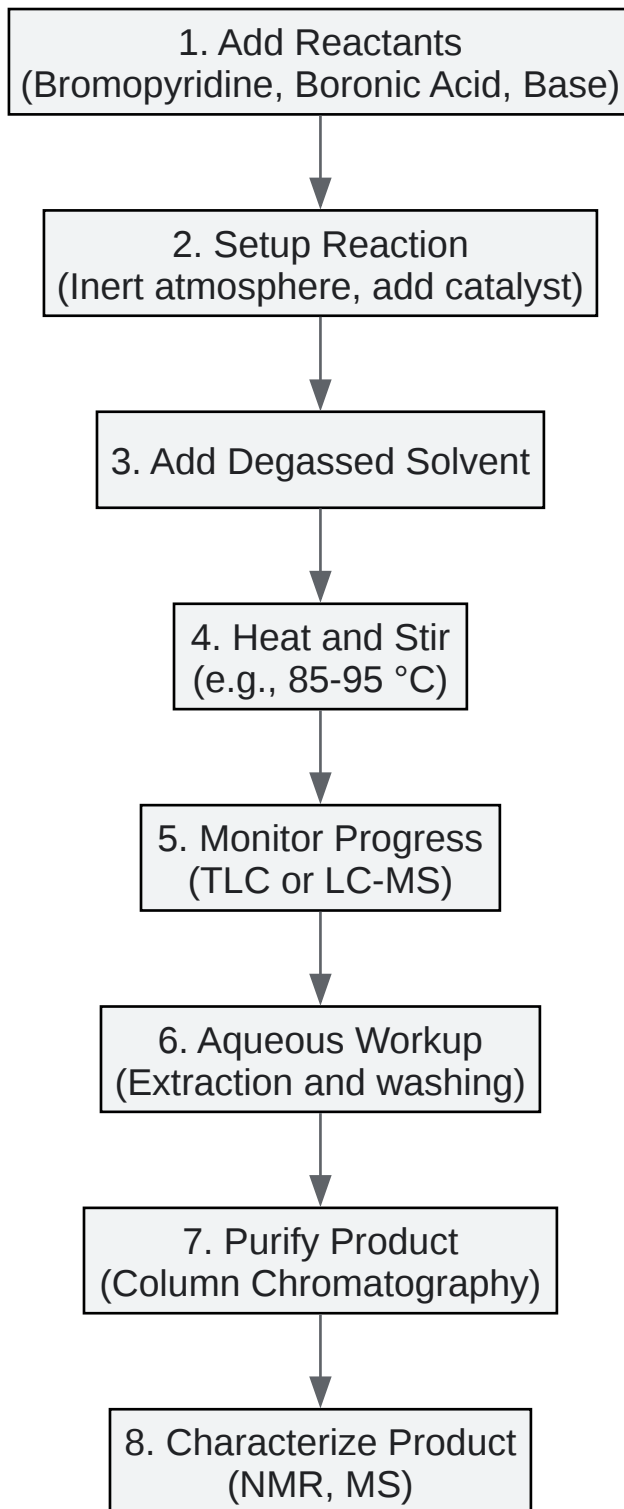 1. Add Reactants
(Bromopyridine, Boronic Acid, Base)
2. Setup Reaction
(Inert atmosphere, add catalyst)
3. Add Degassed Solvent
4. Heat and Stir
(e.g., 85-95 °C)
5. Monitor Progress
(TLC or LC-MS)
6. Aqueous Workup
(Extraction and washing)
7. Purify Product
(Column Chromatography)
8. Characterize Product
(NMR, MS)